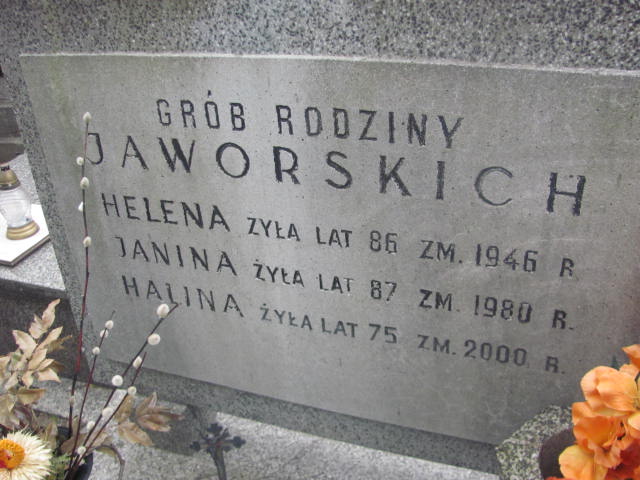 GRÓB RODZINY
JAWORSKICH
HELENA ŻYŁA LAT 86 ZM. 1946 R
JANINA ŻYŁA LAT 87 ZM. 1980 R.
HALINA ŻYŁA LAT 75 ZM. 2000 R.